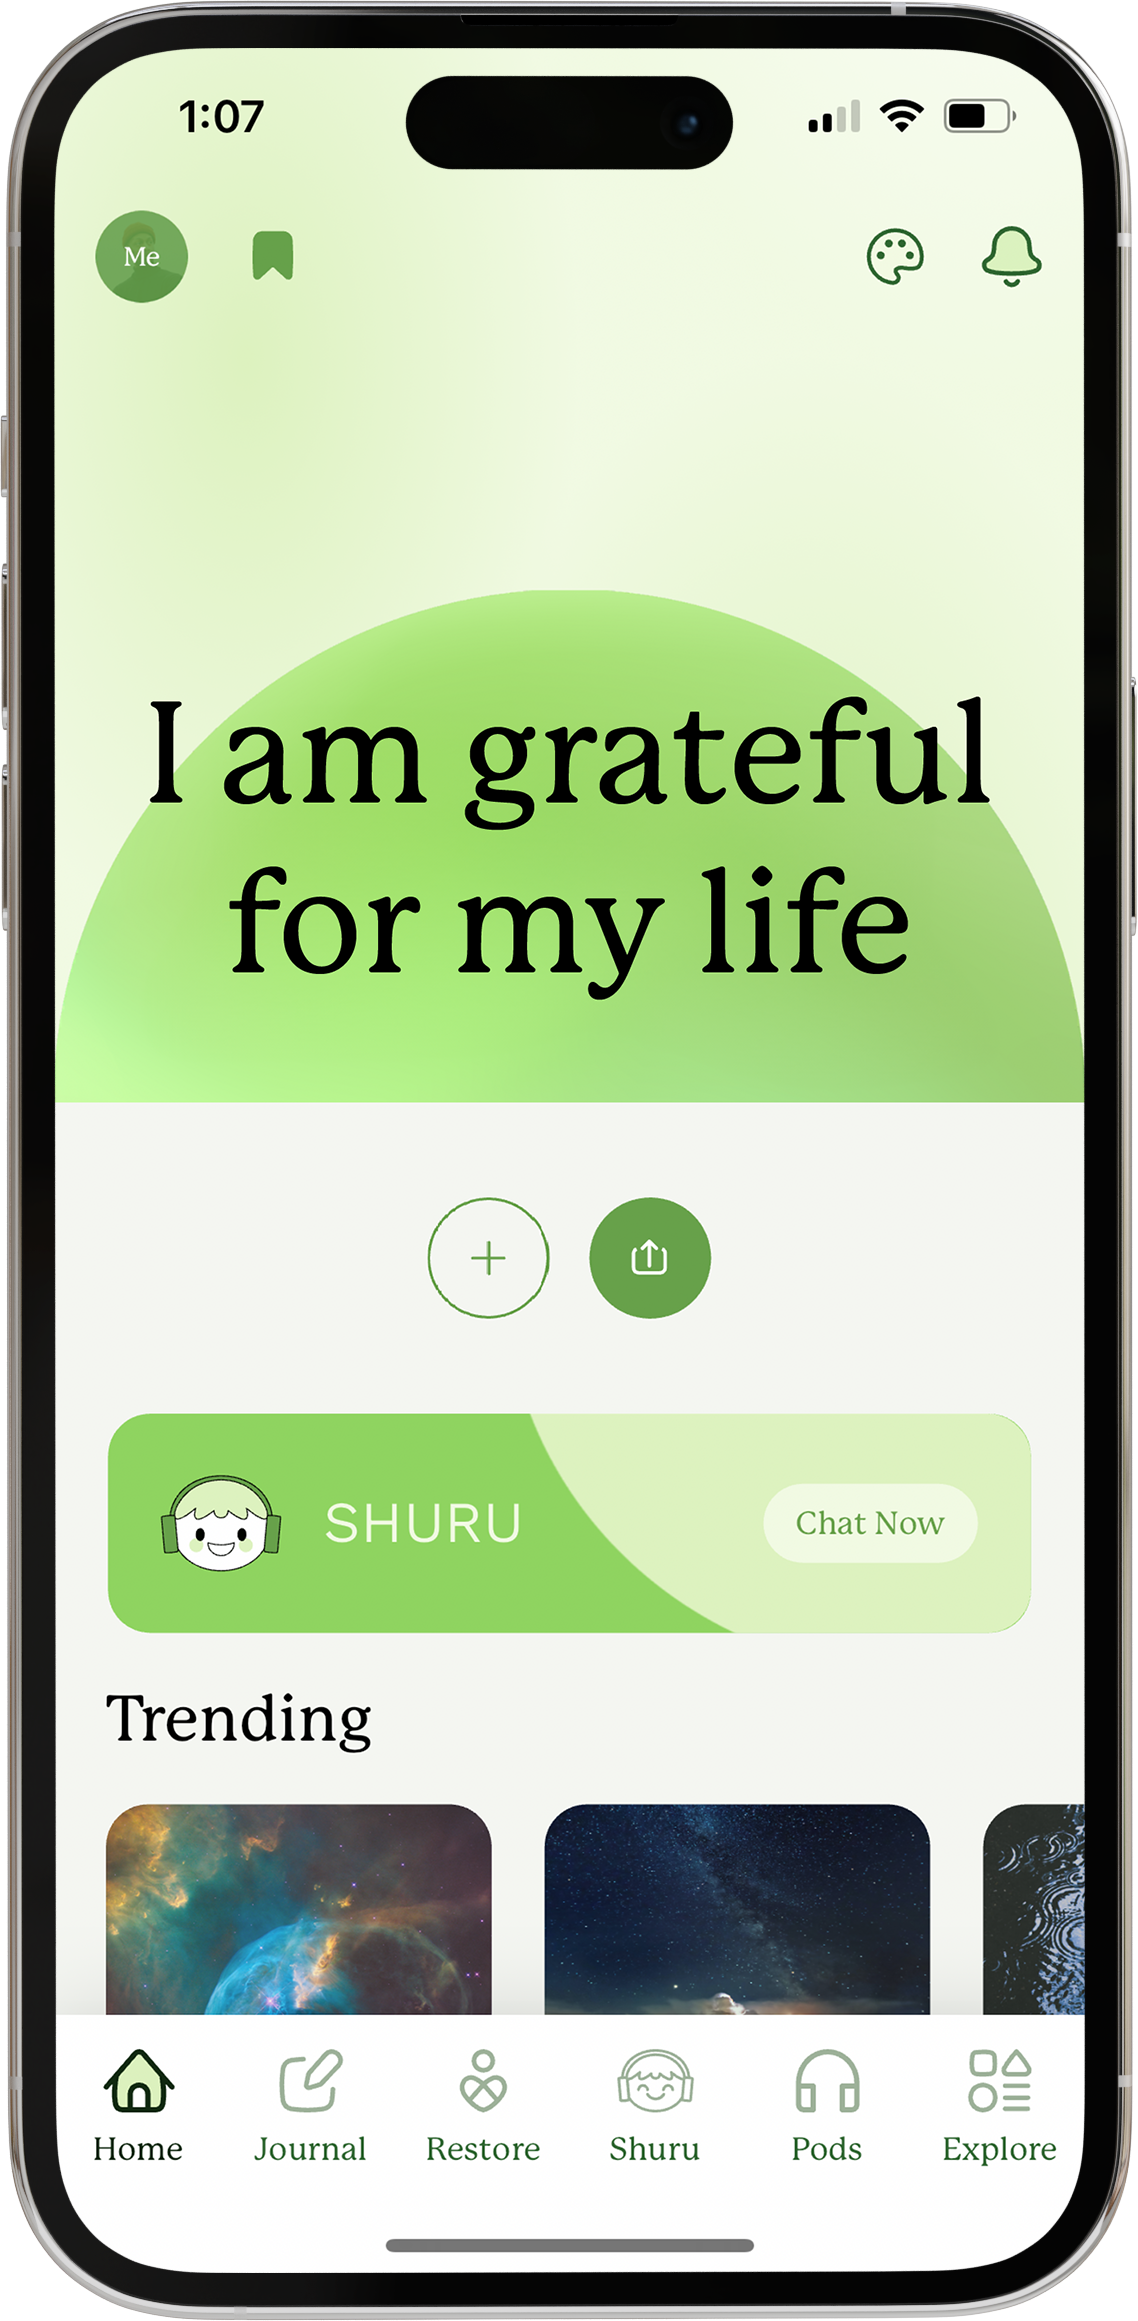 1:07
Me
I am grateful
for my life
SHURU
Chat Now
Trending
Home
Journal
Restore
Shuru
Pods
Explore